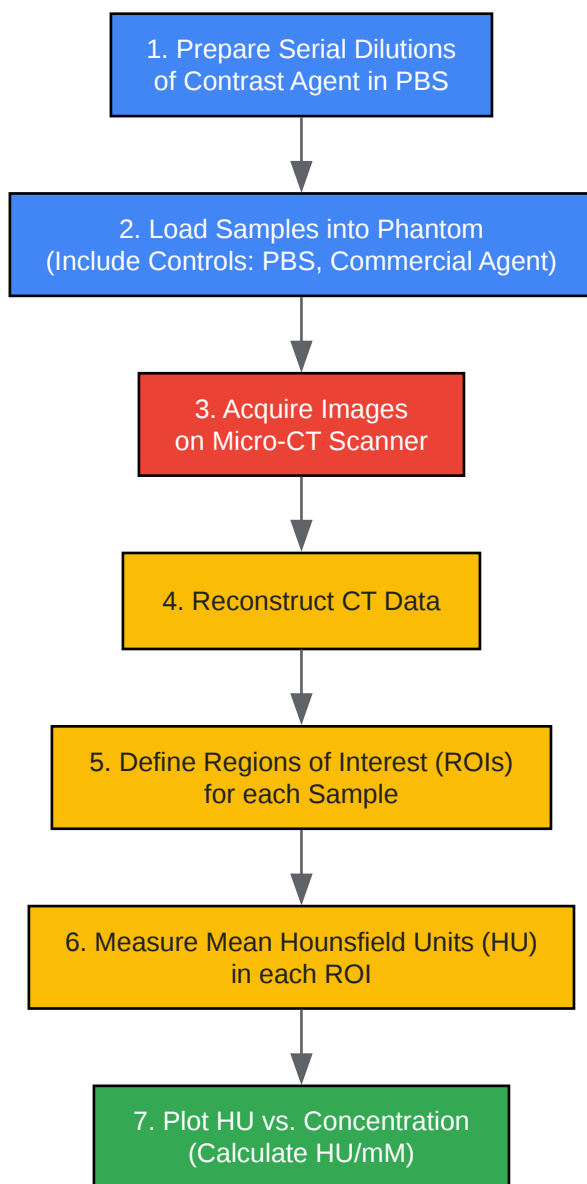 1. Prepare Serial Dilutions
of Contrast Agent in PBS
2. Load Samples into Phantom
(Include Controls: PBS, Commercial Agent)
3. Acquire Images
on Micro-CT Scanner
4. Reconstruct CT Data
5. Define Regions of Interest (ROIs)
for each Sample
6. Measure Mean Hounsfield Units (HU)
in each ROI
7. Plot HU vs. Concentration
(Calculate HU/mM)